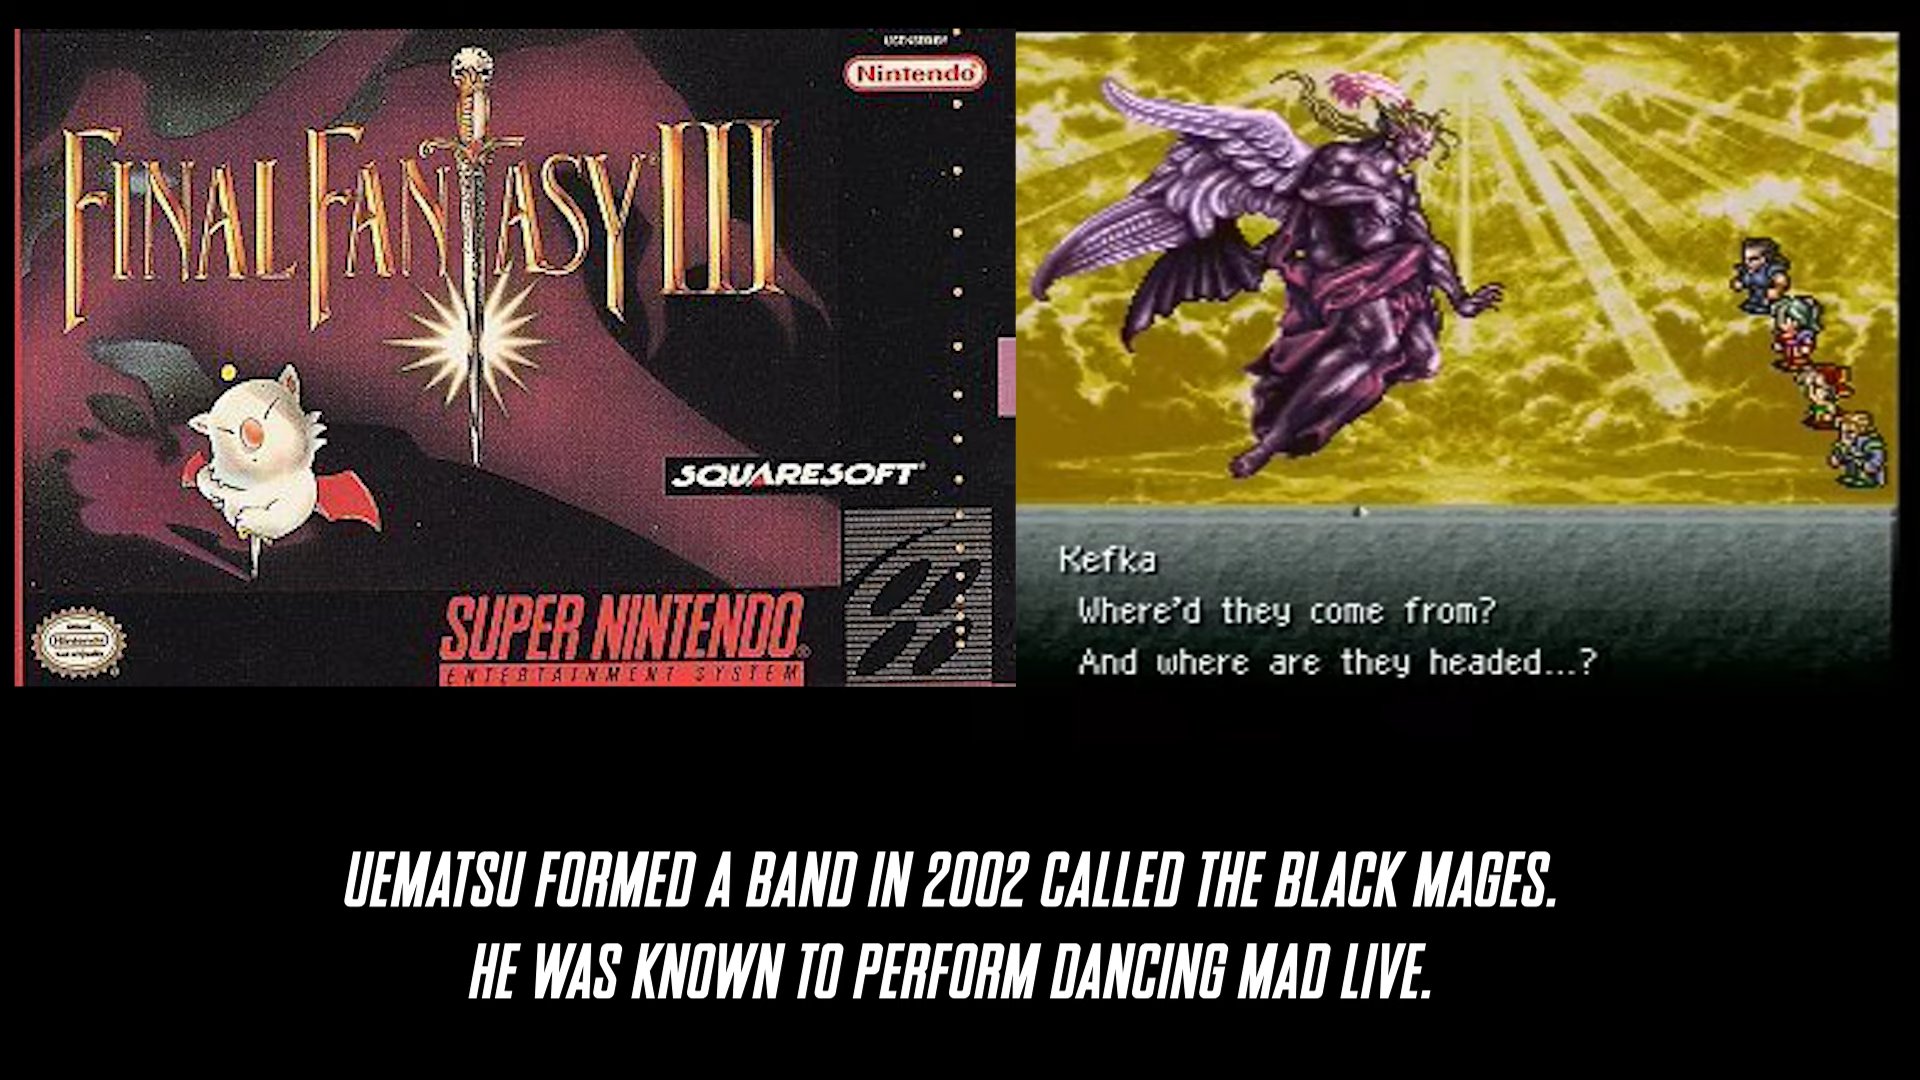 Nintendo
FINAL FANTASY III
SQUARESOFT
Nintendo
SUPER NINTENDO
ENTERTAINMENT SYSTEM
Kefka
Where'd they come from?
And where are they headed...?
UEMATSU FORMED A BAND IN 2002 CALLED THE BLACK MAGES.
HE WAS KNOWN TO PERFORM DANCING MAD LIVE.